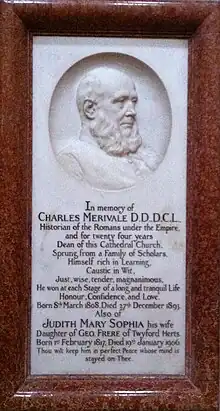 In memory of
CHARLES MERIVALE D.D.D.C.L.
Historian of the Romans under the Empire,
and for twenty four years
Dean of this Cathedral Church.
Sprung from a Family of Scholars,
Himself rich in Learning,
Caustic in Wit,
Just, wise, tender, magnanimous,
He won at each Stage of a long and tranquil Life
Honour, Confidence, and Love.
Born 8th March 1808. Died 27th December 1893.
Also of
JUDITH MARY SOPHIA his wife
Daughter of GEO. FRERE of Twyford Herts.
Born 1st February 1817. Died 19th January 1906.
Thou wilt keep him in perfect Peace whose mind is
stayed on Thee.